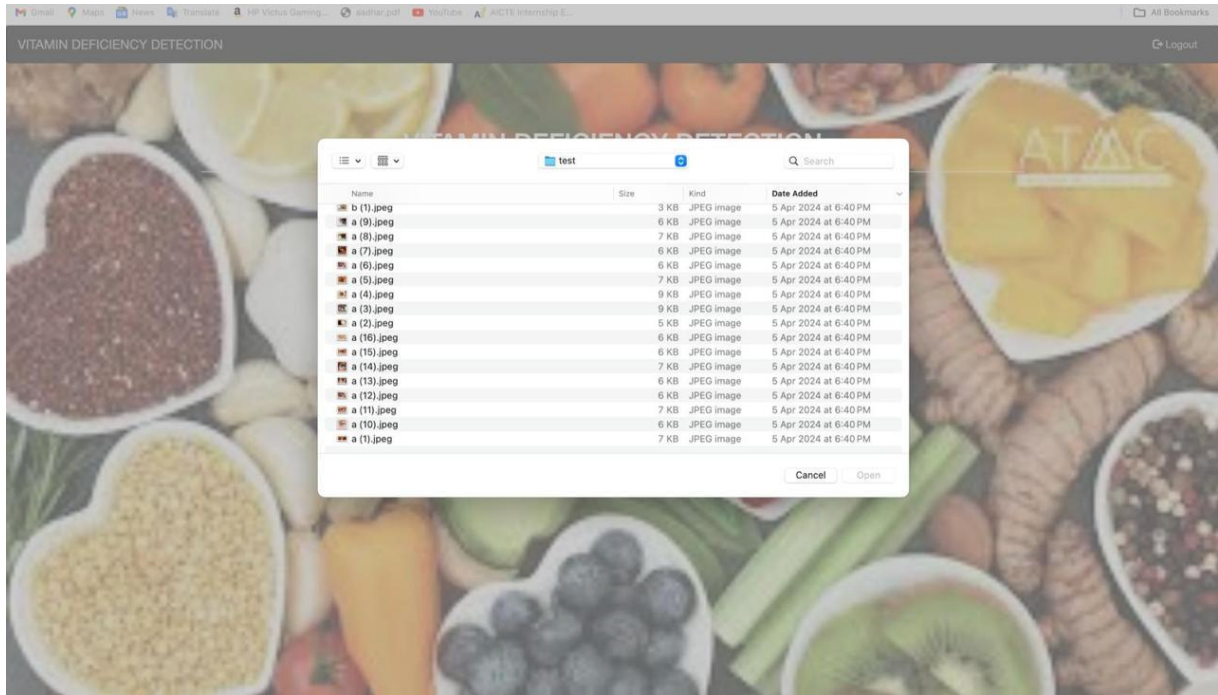 Gmail Maps News Translate HP Victus Gaming... aadhar.pdf YouTube AICTE Internship E... All Bookmarks
VITAMIN DEFICIENCY DETECTION Logout
VITAMIN DEFICIENCY DETECTION
test Search
Name Size Kind Date Added
b (1).jpeg 3 KB JPEG image 5 Apr 2024 at 6:40 PM
a (9).jpeg 6 KB JPEG image 5 Apr 2024 at 6:40 PM
a (8).jpeg 7 KB JPEG image 5 Apr 2024 at 6:40 PM
a (7).jpeg 6 KB JPEG image 5 Apr 2024 at 6:40 PM
a (6).jpeg 6 KB JPEG image 5 Apr 2024 at 6:40 PM
a (5).jpeg 7 KB JPEG image 5 Apr 2024 at 6:40 PM
a (4).jpeg 9 KB JPEG image 5 Apr 2024 at 6:40 PM
a (3).jpeg 9 KB JPEG image 5 Apr 2024 at 6:40 PM
a (2).jpeg 5 KB JPEG image 5 Apr 2024 at 6:40 PM
a (16).jpeg 6 KB JPEG image 5 Apr 2024 at 6:40 PM
a (15).jpeg 6 KB JPEG image 5 Apr 2024 at 6:40 PM
a (14).jpeg 7 KB JPEG image 5 Apr 2024 at 6:40 PM
a (13).jpeg 6 KB JPEG image 5 Apr 2024 at 6:40 PM
a (12).jpeg 6 KB JPEG image 5 Apr 2024 at 6:40 PM
a (11).jpeg 7 KB JPEG image 5 Apr 2024 at 6:40 PM
a (10).jpeg 6 KB JPEG image 5 Apr 2024 at 6:40 PM
a (1).jpeg 7 KB JPEG image 5 Apr 2024 at 6:40 PM
Cancel Open